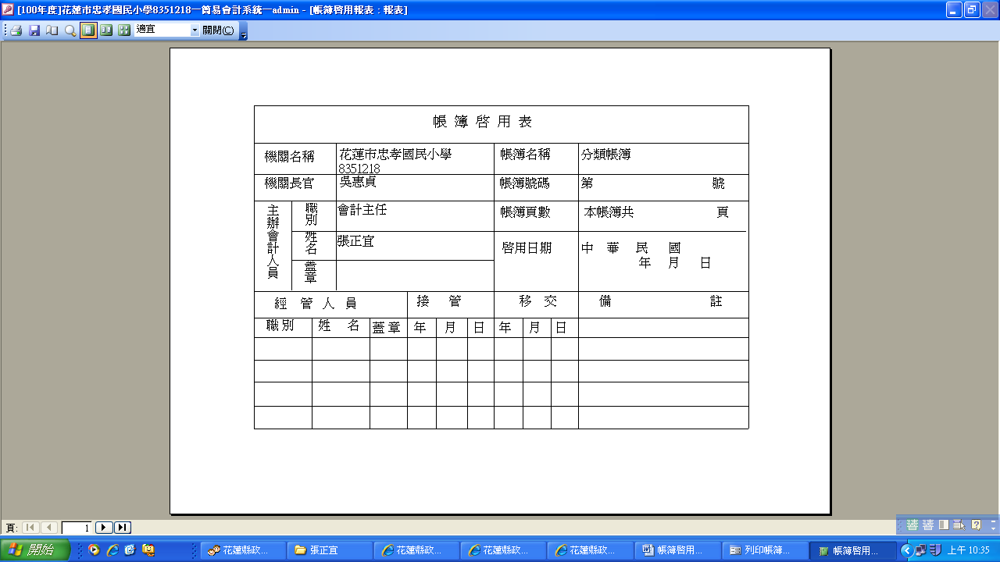 [100年度]花蓮市忠孝國民小學8351218—簡易會計系統—admin - [帳簿啓用報表：報表]
適宜 關閉(C)
帳 簿 啓 用 表
機關名稱 花蓮市忠孝國民小學 帳簿名稱 分類帳簿
8351218
機關長官 吳惠貞 帳簿號碼 第 號
主辦會計人員 職別 會計主任 帳簿頁數 本帳簿共 頁
姓名 張正宜 啓用日期 中 華 民 國
年 月 日
蓋章
經 管 人 員 接 管 移 交 備 註
職別 姓 名 蓋章 年 月 日 年 月 日
頁: 1
開始 花蓮縣政... 張正宜 花蓮縣政... 花蓮縣政... 花蓮縣政... 帳簿啓用... 列印帳簿... 帳簿啓用... 上午 10:35